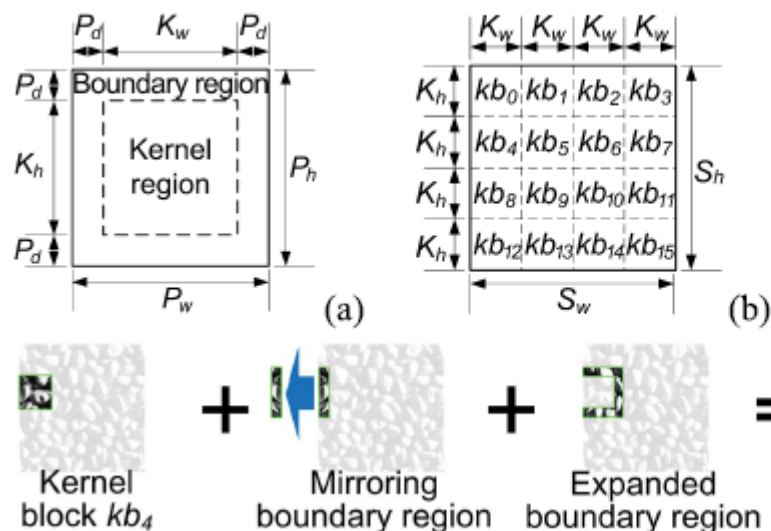 P_d K_w P_d
P_d Boundary region
K_h Kernel region P_h
P_d
P_w (a)
K_w K_w K_w K_w
K_h kb_0 kb_1 kb_2 kb_3
K_h kb_4 kb_5 kb_6 kb_7 S_h
K_h kb_8 kb_9 kb_10 kb_11
K_h kb_12 kb_13 kb_14 kb_15
S_w (b)
+ + =
Kernel
block kb_4
Mirroring
boundary region
Expanded
boundary region